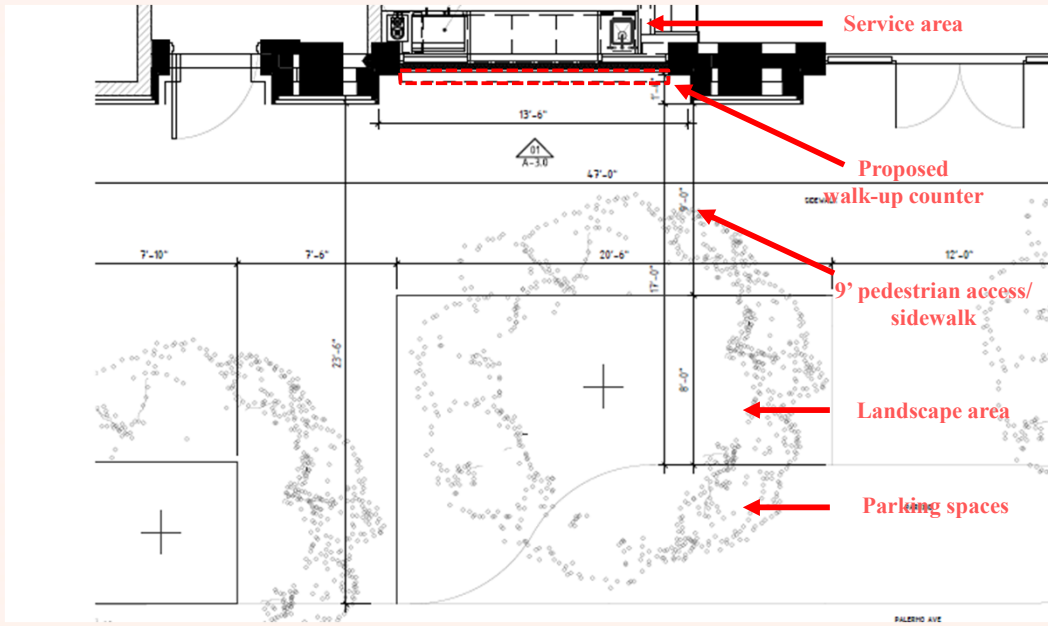 Service area
1'-6"
13'-6"
01
A-3.0
47'-0"
Proposed
walk-up counter
SIDEWALK
9'-0"
7'-10"
7'-6"
20'-6"
12'-0"
17'-0"
9’ pedestrian access/
sidewalk
23'-6"
8'-0"
Landscape area
Parking spaces
PALERMO AVE